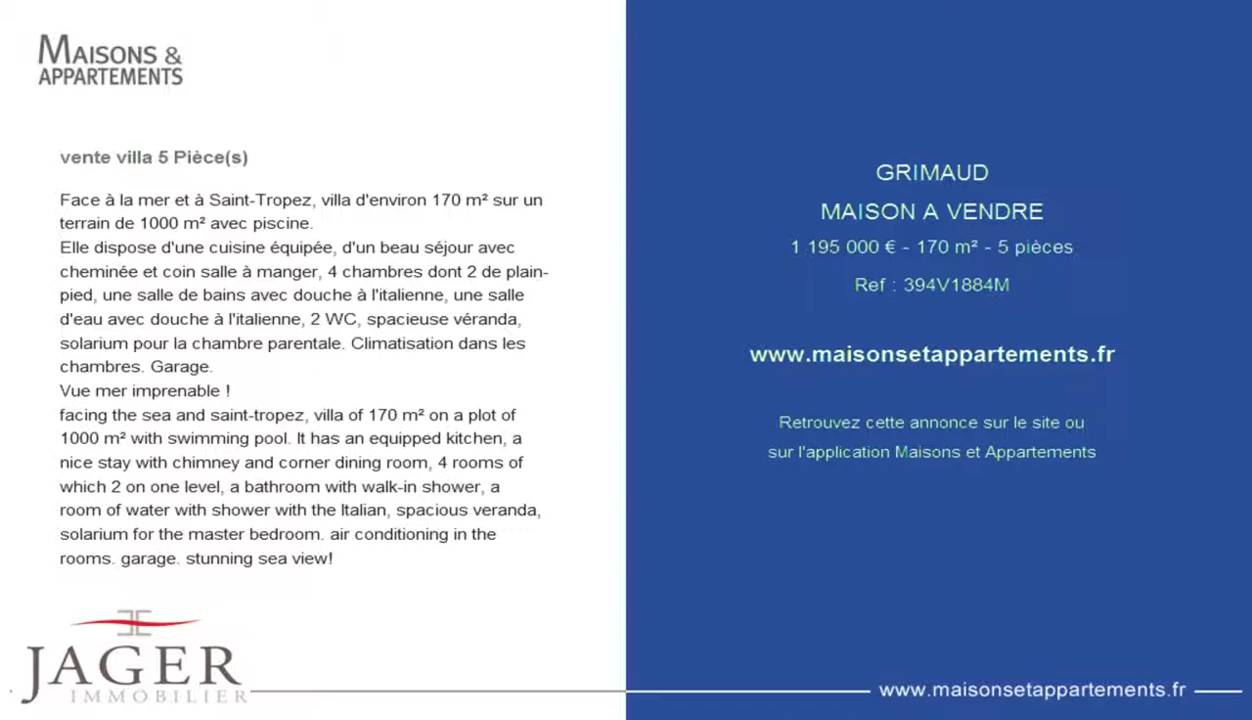 MAISONS &
APPARTEMENTS
vente villa 5 Pièce(s)
Face à la mer et à Saint-Tropez, villa d'environ 170 m² sur un
terrain de 1000 m² avec piscine.
Elle dispose d'une cuisine équipée, d'un beau séjour avec
cheminée et coin salle à manger, 4 chambres dont 2 de plain-
pied, une salle de bains avec douche à l'italienne, une salle
d'eau avec douche à l'italienne, 2 WC, spacieuse véranda,
solarium pour la chambre parentale. Climatisation dans les
chambres. Garage.
Vue mer imprenable !
facing the sea and saint-tropez, villa of 170 m² on a plot of
1000 m² with swimming pool. It has an equipped kitchen, a
nice stay with chimney and corner dining room, 4 rooms of
which 2 on one level, a bathroom with walk-in shower, a
room of water with shower with the Italian, spacious veranda,
solarium for the master bedroom. air conditioning in the
rooms. garage. stunning sea view!
JAGER
IMMOBILIER
GRIMAUD
MAISON A VENDRE
1 195 000 € - 170 m² - 5 pièces
Ref : 394V1884M
www.maisonsetappartements.fr
Retrouvez cette annonce sur le site ou
sur l'application Maisons et Appartements
www.maisonsetappartements.fr